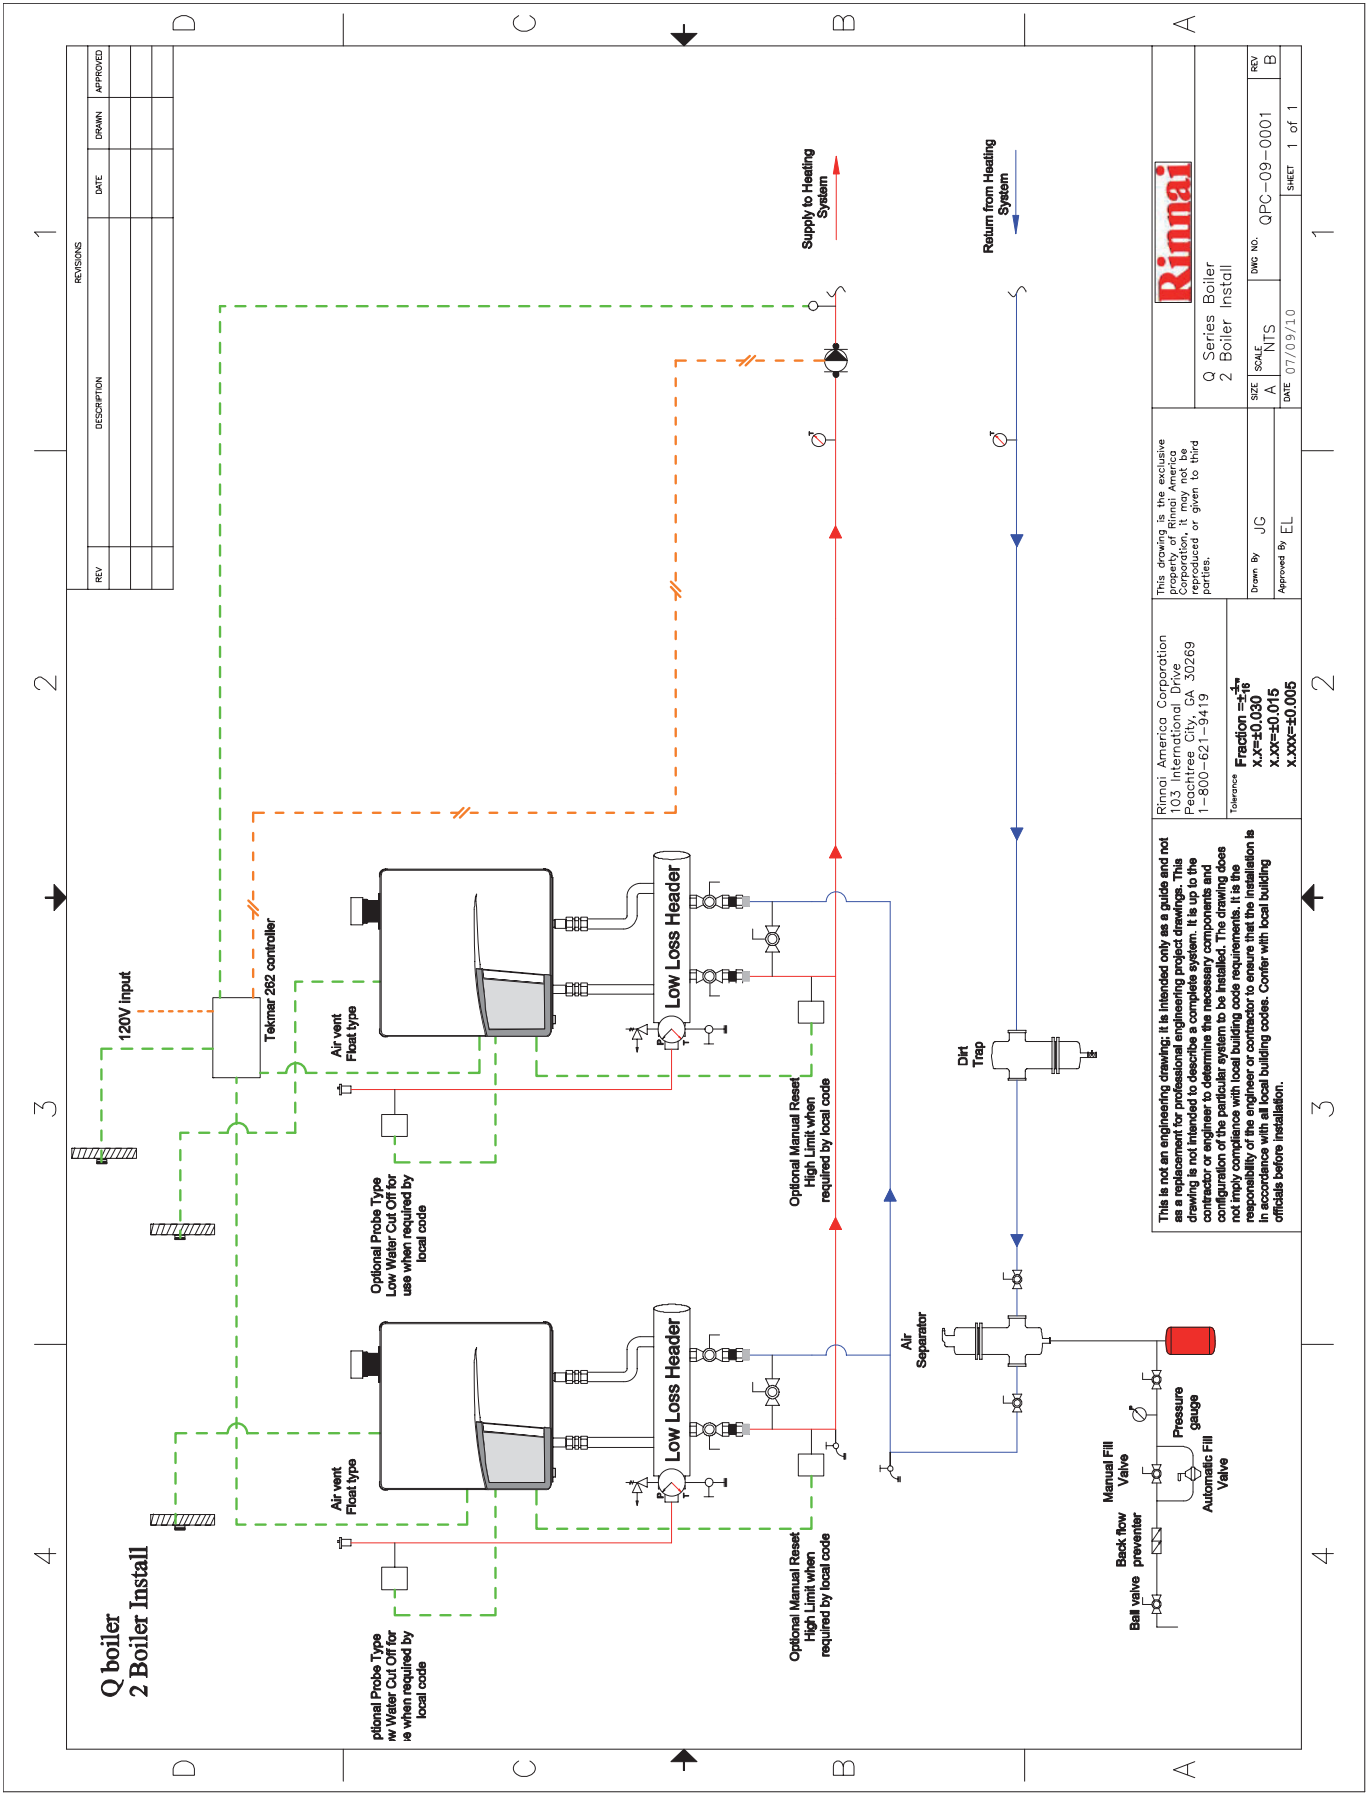 Q boiler
2 Boiler Install
4
3
2
1
D
C
B
A
REVISIONS
REV
DESCRIPTION
DATE
DRAWN
APPROVED
120V Input
Tekmar 262 controller
Air vent
Float type
Air vent
Float type
ptional Probe Type
w Water Cut Off for
e when required by
local code
Optional Probe Type
Low Water Cut Off for
use when required by
local code
Low Loss Header
P
T
Low Loss Header
P
T
Optional Manual Reset
High Limit when
required by local code
Optional Manual Reset
High Limit when
required by local code
T
Supply to Heating
System
T
Return from Heating
System
Air
Separator
Dirt
Trap
Ball valve
Back flow
preventer
Manual Fill
Valve
P
Pressure
gauge
Automatic Fill
Valve
This is not an engineering drawing; it is intended only as a guide and not
as a replacement for professional engineering project drawings. This
drawing is not intended to describe a complete system. It is up to the
contractor or engineer to determine the necessary components and
configuration of the particular system to be installed. The drawing does
not imply compliance with local building code requirements. It is the
responsibility of the engineer or contractor to ensure that the installation is
in accordance with all local building codes. Confer with local building
officials before installation.
Rinnai America Corporation
103 International Drive
Peachtree City, GA 30269
1-800-621-9419
Tolerance
Fraction =±1/16"
X.X=±0.030
X.XX=±0.015
X.XXX=±0.005
This drawing is the exclusive
property of Rinnai America
Corporation, it may not be
reproduced or given to third
parties.
Drawn By JG
Approved By EL
Rinnai
Q Series Boiler
2 Boiler Install
SIZE A
SCALE NTS
DWG NO. QPC-09-0001
REV B
DATE 07/09/10
SHEET 1 of 1
4
3
2
1
D
C
B
A